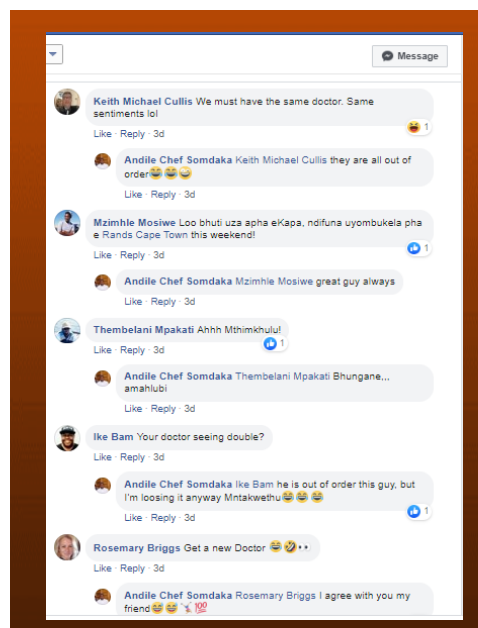 Message
Keith Michael Cullis We must have the same doctor. Same
sentiments lol
😆 1
Like · Reply · 3d
Andile Chef Somdaka Keith Michael Cullis they are all out of
order😂😂🤣
Like · Reply · 3d
Mzimhle Mosiwe Loo bhuti uza apha eKapa, ndifuna uyombukela pha
e Rands Cape Town this weekend!
👍 1
Like · Reply · 3d
Andile Chef Somdaka Mzimhle Mosiwe great guy always
Like · Reply · 3d
Thembelani Mpakati Ahhh Mthimkhulu!
👍 1
Like · Reply · 3d
Andile Chef Somdaka Thembelani Mpakati Bhungane,,,
amahlubi
Like · Reply · 3d
Ike Bam Your doctor seeing double?
Like · Reply · 3d
Andile Chef Somdaka Ike Bam he is out of order this guy, but
I'm loosing it anyway Mntakwethu😂😂😂
👍 1
Like · Reply · 3d
Rosemary Briggs Get a new Doctor 😂🤣👀
Like · Reply · 3d
Andile Chef Somdaka Rosemary Briggs I agree with you my
friend😅😅🍸💯